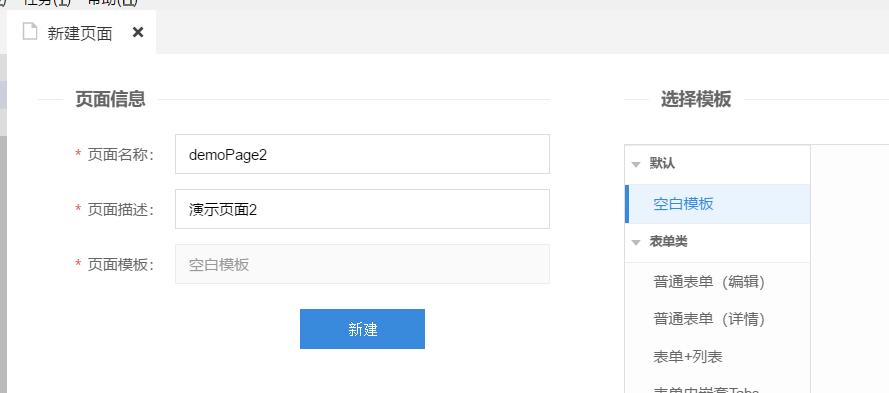 任务(I) 帮助(H)
新建页面
页面信息
* 页面名称:
demoPage2
* 页面描述:
演示页面2
* 页面模板:
空白模板
新建
选择模板
默认
空白模板
表单类
普通表单（编辑）
普通表单（详情）
表单+列表
表单内嵌套Tabs